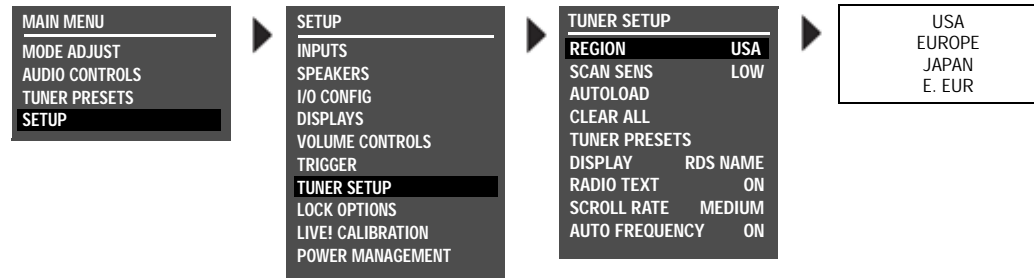 MAIN MENU
MODE ADJUST
AUDIO CONTROLS
TUNER PRESETS
SETUP
SETUP
INPUTS
SPEAKERS
I/O CONFIG
DISPLAYS
VOLUME CONTROLS
TRIGGER
TUNER SETUP
LOCK OPTIONS
LIVE! CALIBRATION
POWER MANAGEMENT
TUNER SETUP
REGION USA
SCAN SENS LOW
AUTOLOAD
CLEAR ALL
TUNER PRESETS
DISPLAY RDS NAME
RADIO TEXT ON
SCROLL RATE MEDIUM
AUTO FREQUENCY ON
USA
EUROPE
JAPAN
E. EUR